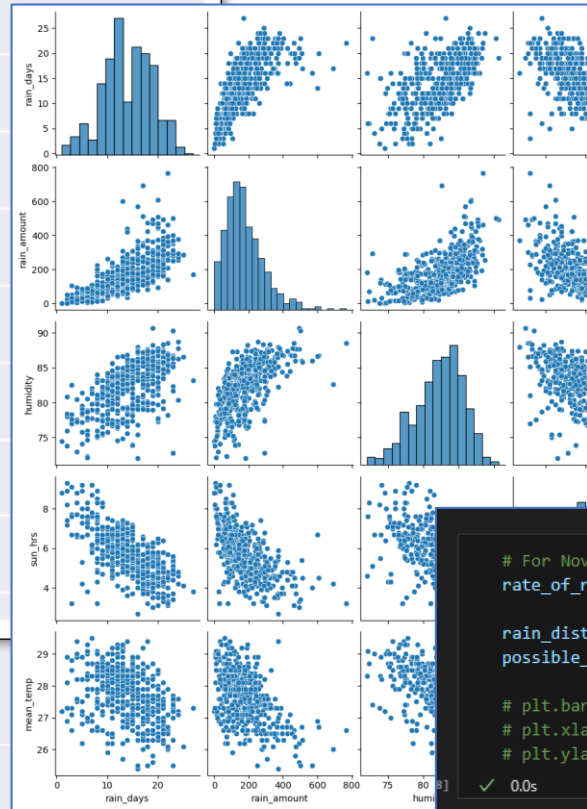 rain_days
25
20
15
10
5
0
rain_amount
800
600
400
200
0
humidity
90
85
80
75
sun_hrs
8
6
4
mean_temp
29
28
27
26
0 10 20
0 200 400 600 800
75 80
rain_days
rain_amount
humi
# For Nov
rate_of_r
rain_dist
possible_
# plt.bar
# plt.xla
# plt.yla
8]
✓ 0.0s